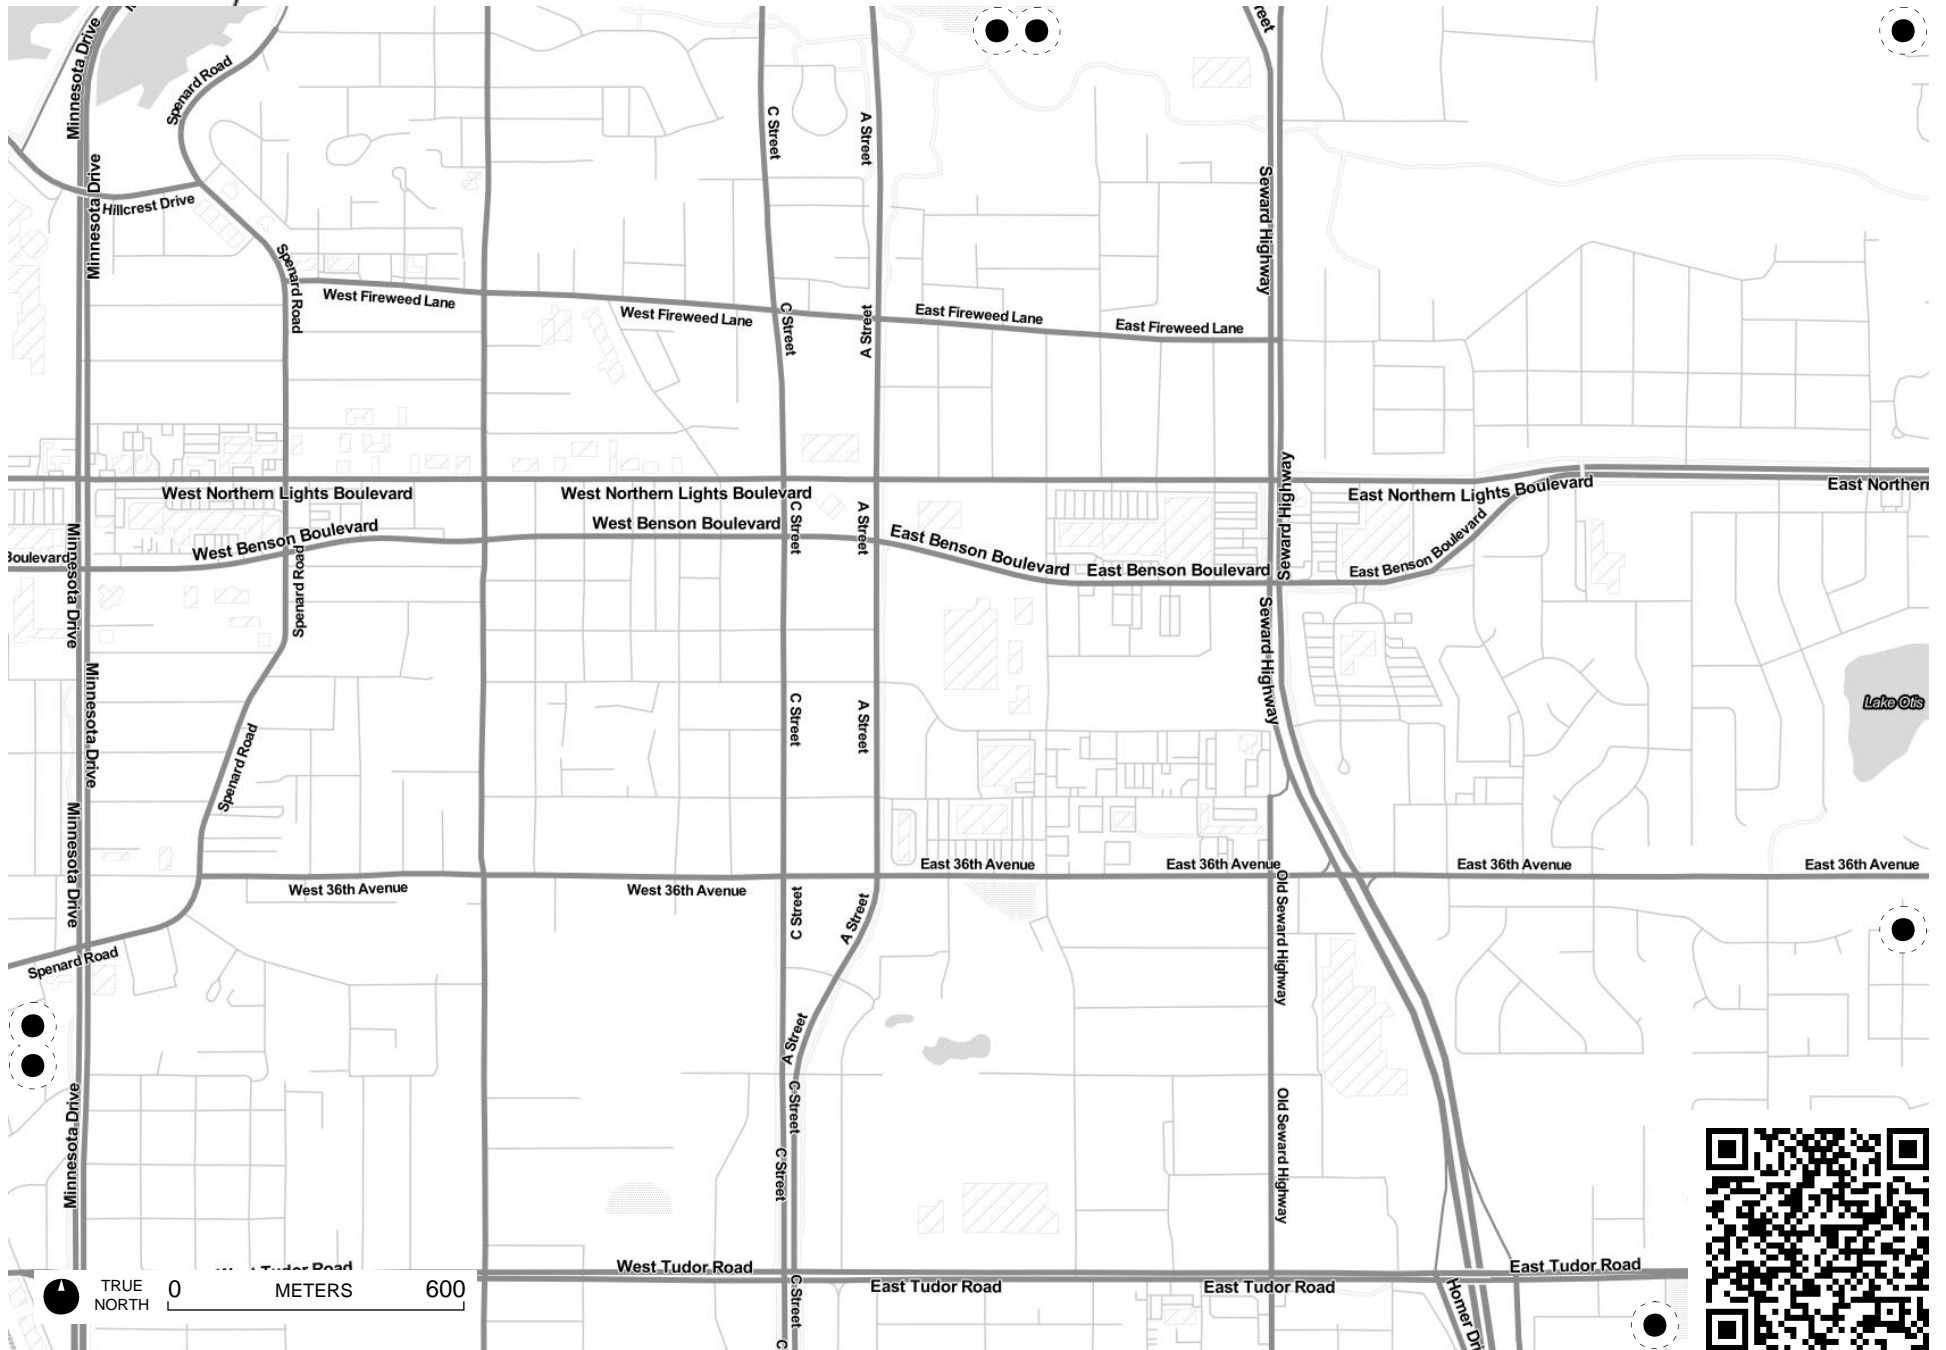 Minnesota Drive
Spenard Road
C Street
A Street
Minnesota Drive
Hillcrest Drive
Seward Highway
Spenard Road
West Fireweed Lane
West Fireweed Lane
C Street
A Street
East Fireweed Lane
East Fireweed Lane
West Northern Lights Boulevard
West Northern Lights Boulevard
Seward Highway
East Northern Lights Boulevard
East Northern
Boulevard
West Benson Boulevard
West Benson Boulevard
C Street
A Street
East Benson Boulevard
East Benson Boulevard
East Benson Boulevard
Minnesota Drive
Spenard Road
Seward Highway
Minnesota Drive
Spenard Road
C Street
A Street
Lake Otis
Minnesota Drive
East 36th Avenue
East 36th Avenue
East 36th Avenue
East 36th Avenue
West 36th Avenue
West 36th Avenue
C Street
A Street
Old Seward Highway
Spenard Road
A Street
Minnesota Drive
C Street
C Street
Old Seward Highway
West Tudor Road
West Tudor Road
East Tudor Road
East Tudor Road
East Tudor Road
C Street
Homer Dri
TRUE
NORTH
0 METERS 600